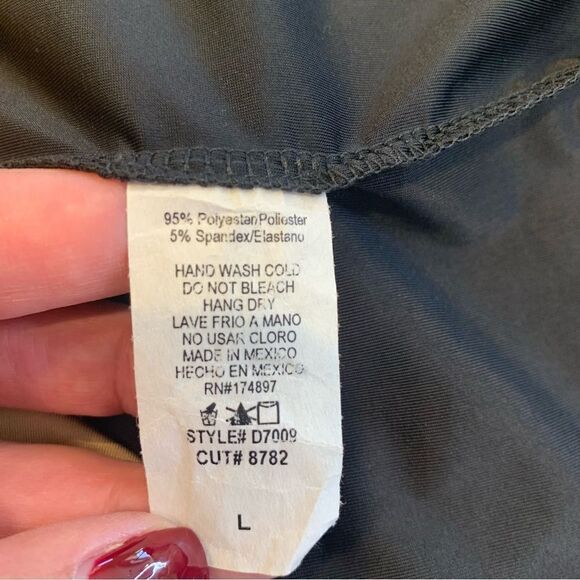 95% Polyester/Poliester
5% Spandex/Elastano
HAND WASH COLD
DO NOT BLEACH
HANG DRY
LAVE FRIO A MANO
NO USAR CLORO
MADE IN MEXICO
HECHO EN MEXICO
RN#174897
STYLE# D7009
CUT# 8782
L